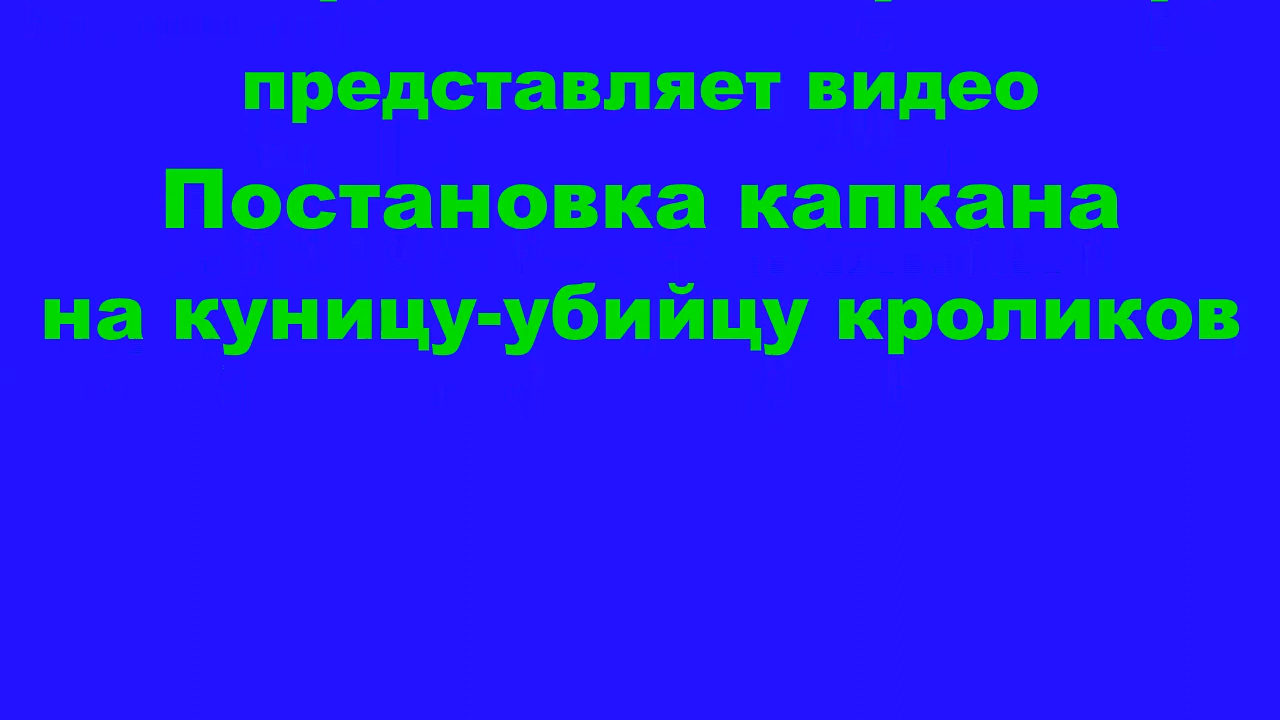 представляет видео
Постановка капкана
на куницу-убийцу кроликов